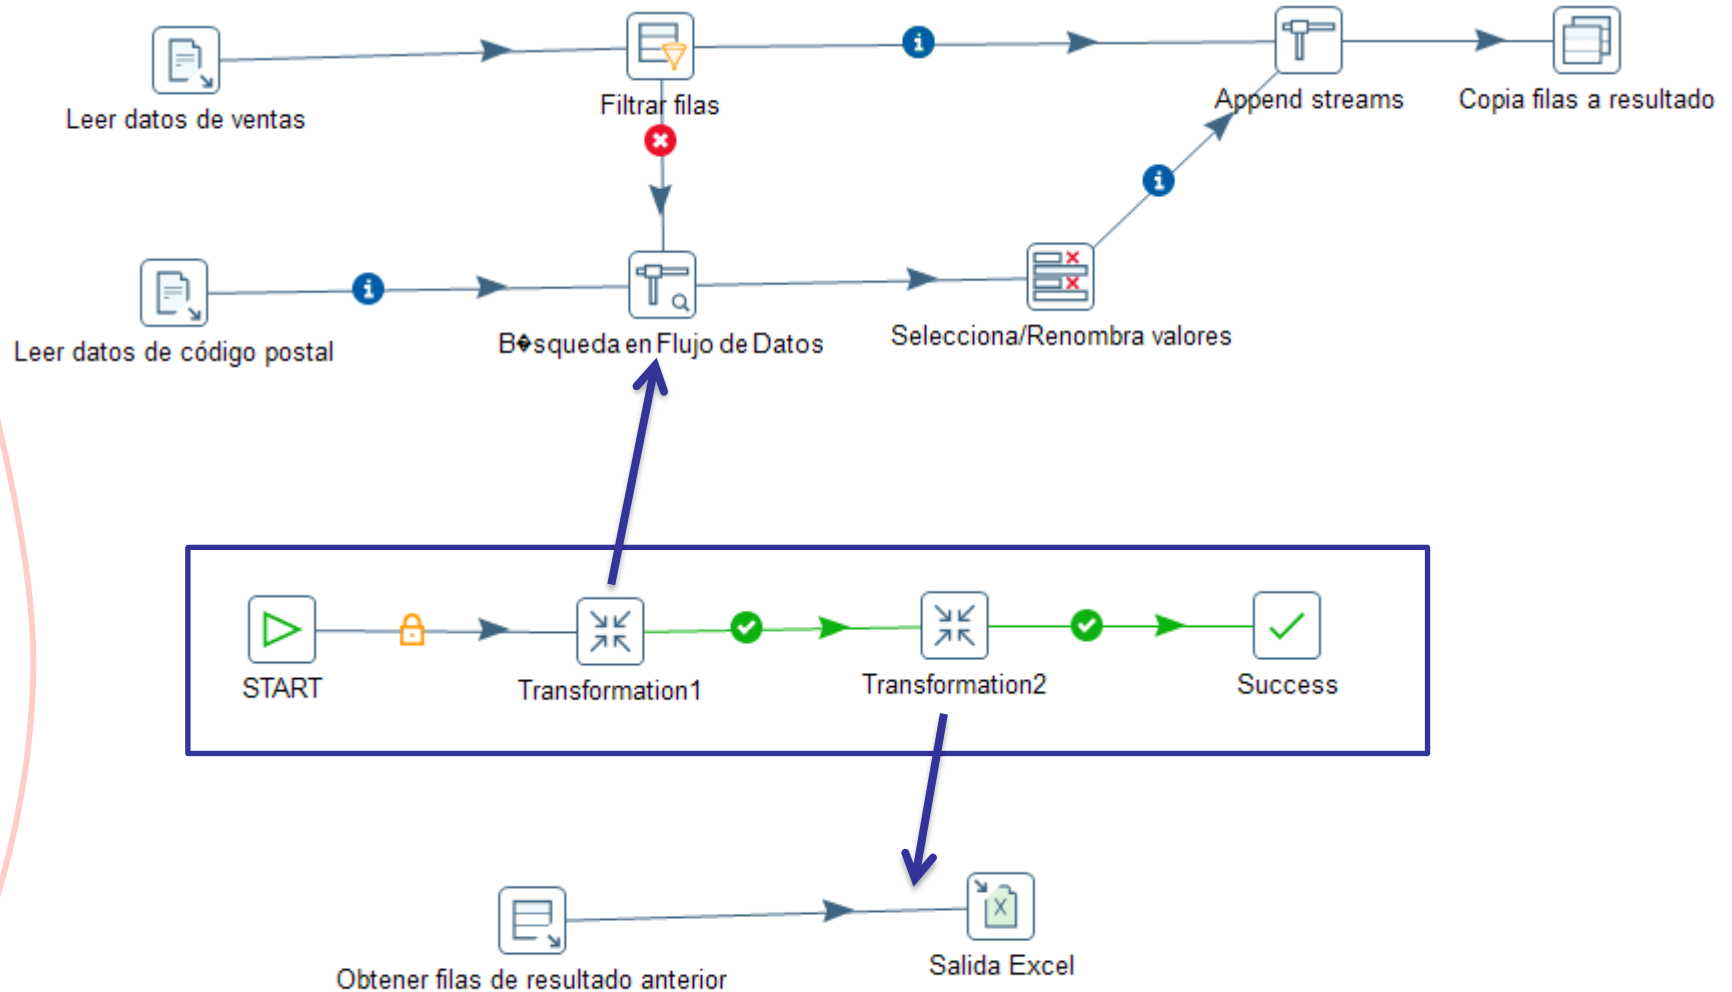 Leer datos de ventas
Filtrar filas
Append streams
Copia filas a resultado
Leer datos de código postal
B�squeda en Flujo de Datos
Selecciona/Renombra valores
START
Transformation1
Transformation2
Success
Obtener filas de resultado anterior
Salida Excel